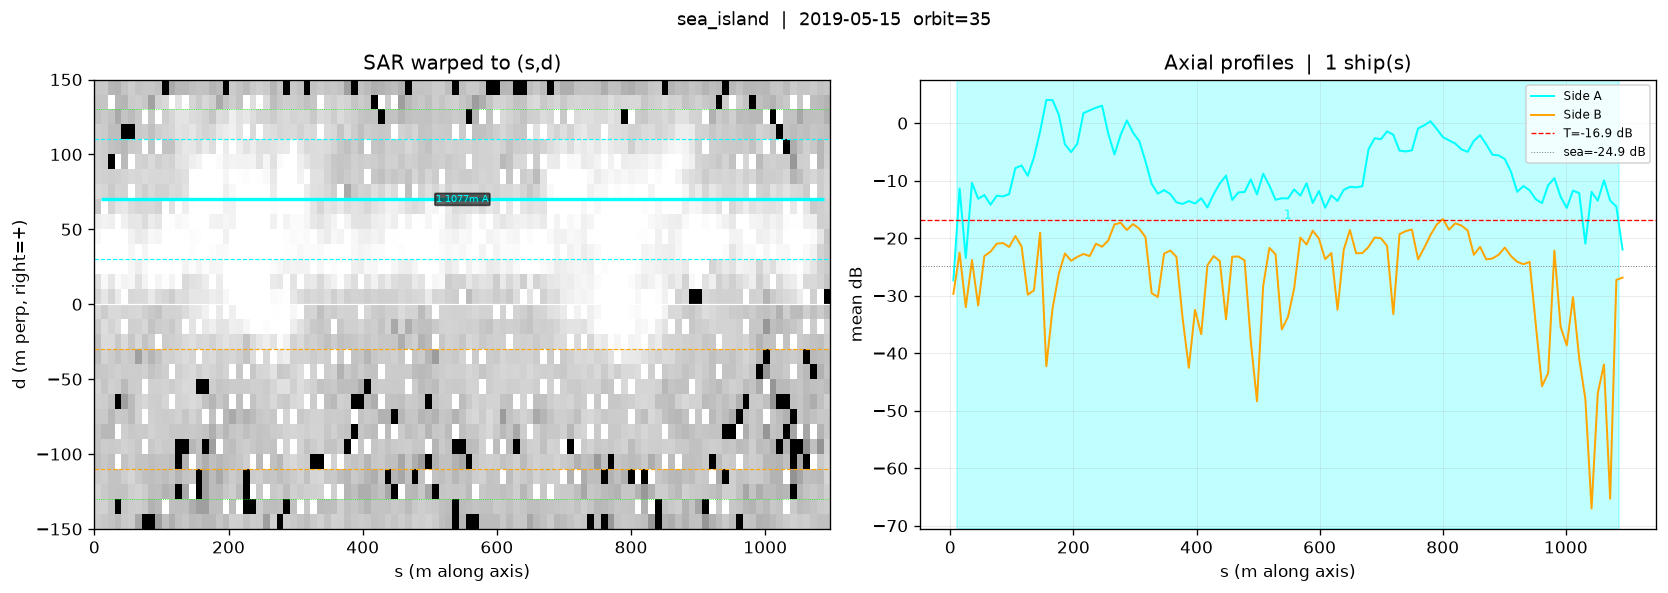 sea_island  |  2019-05-15  orbit=35
SAR warped to (s,d)
150
100
50
0
−50
−100
−150
d (m perp, right=+)
1 1077m A
0
200
400
600
800
1000
s (m along axis)
Axial profiles  |  1 ship(s)
0
−10
−20
−30
−40
−50
−60
−70
mean dB
Side A
Side B
T=-16.9 dB
sea=-24.9 dB
1
0
200
400
600
800
1000
s (m along axis)